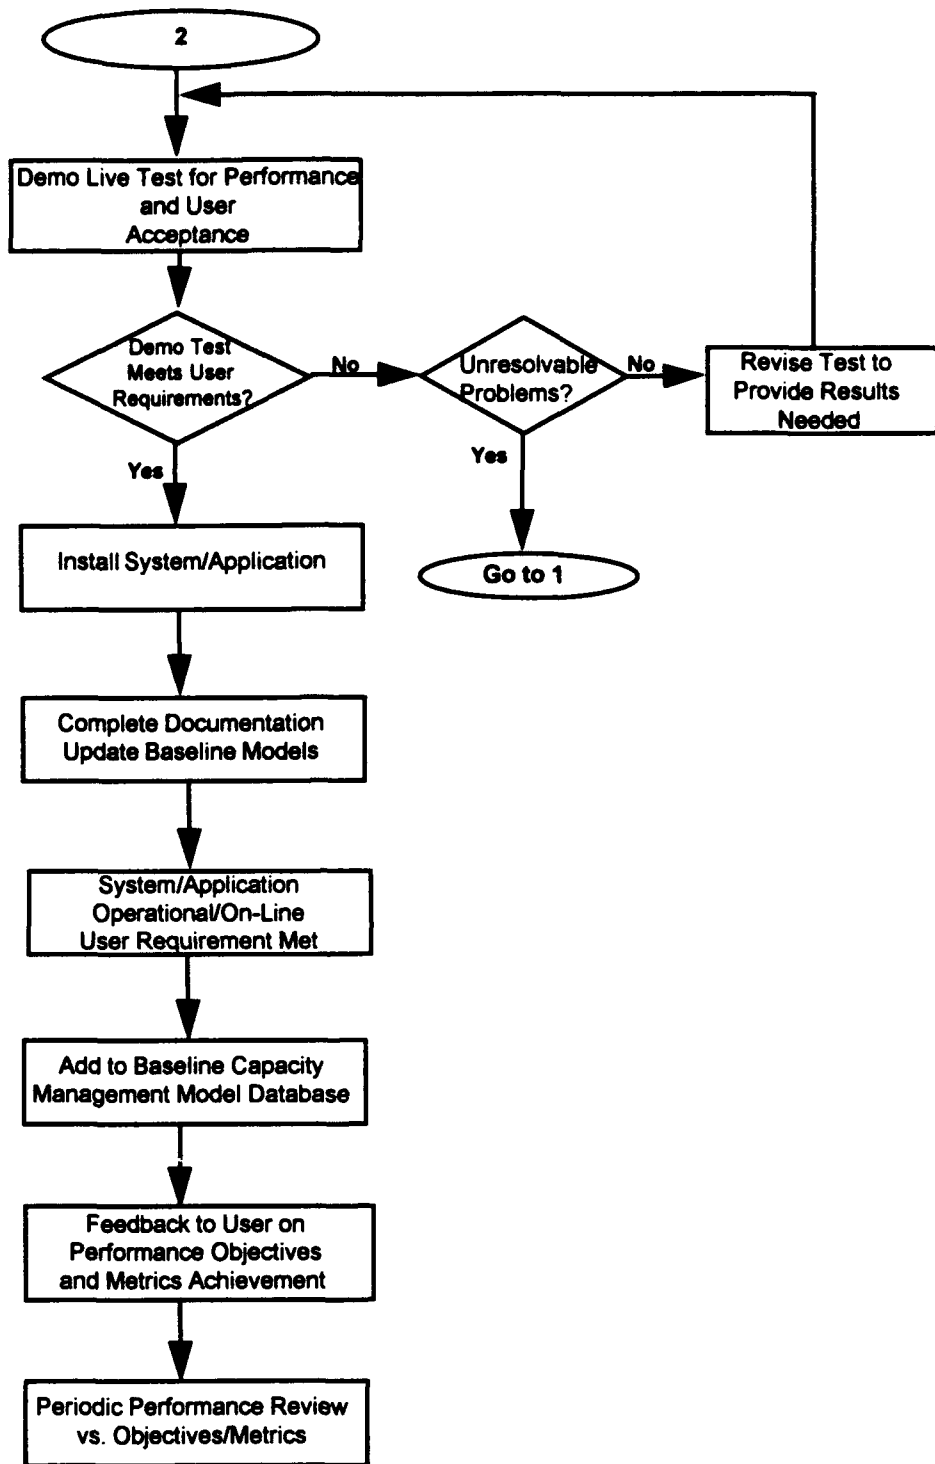 2
Demo Live Test for Performance
and User
Acceptance
Demo Test
Meets User
Requirements?
No
Unresolvable
Problems?
No
Revise Test to
Provide Results
Needed
Yes
Yes
Install System/Application
Go to 1
Complete Documentation
Update Baseline Models
System/Application
Operational/On-Line
User Requirement Met
Add to Baseline Capacity
Management Model Database
Feedback to User on
Performance Objectives
and Metrics Achievement
Periodic Performance Review
vs. Objectives/Metrics